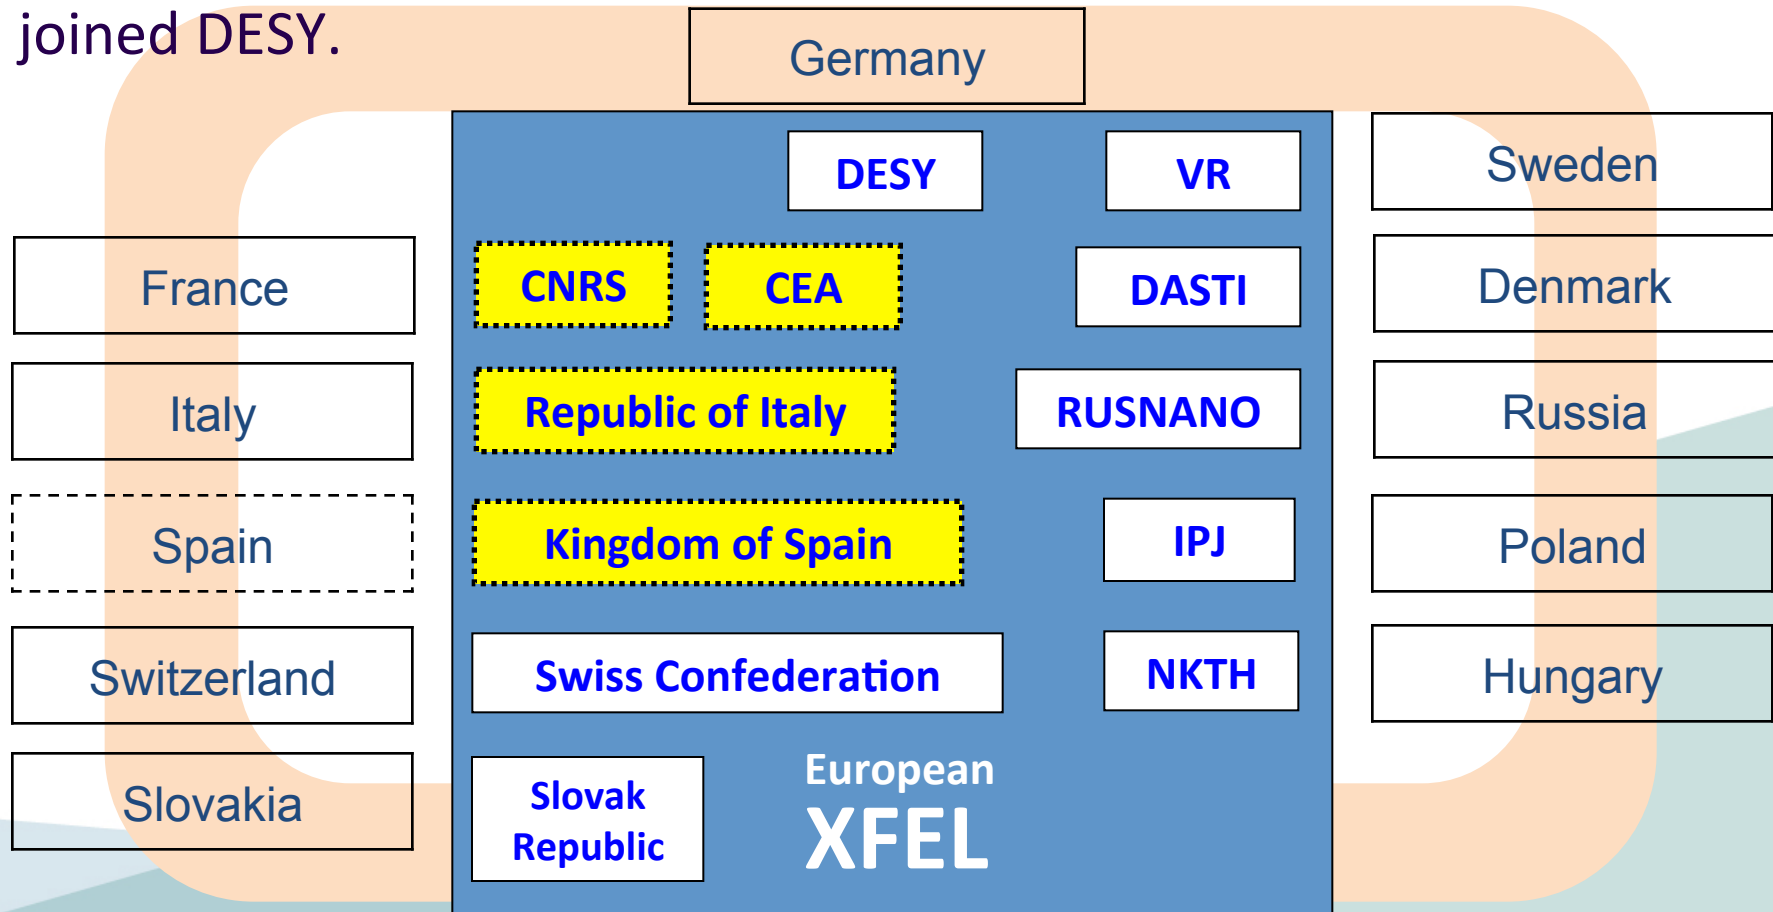 joined DESY.
Germany
DESY
VR
Sweden
France
CNRS
CEA
DASTI
Denmark
Italy
Republic of Italy
RUSNANO
Russia
Spain
Kingdom of Spain
IPJ
Poland
Switzerland
Swiss Confederation
NKTH
Hungary
Slovakia
Slovak
Republic
European
XFEL